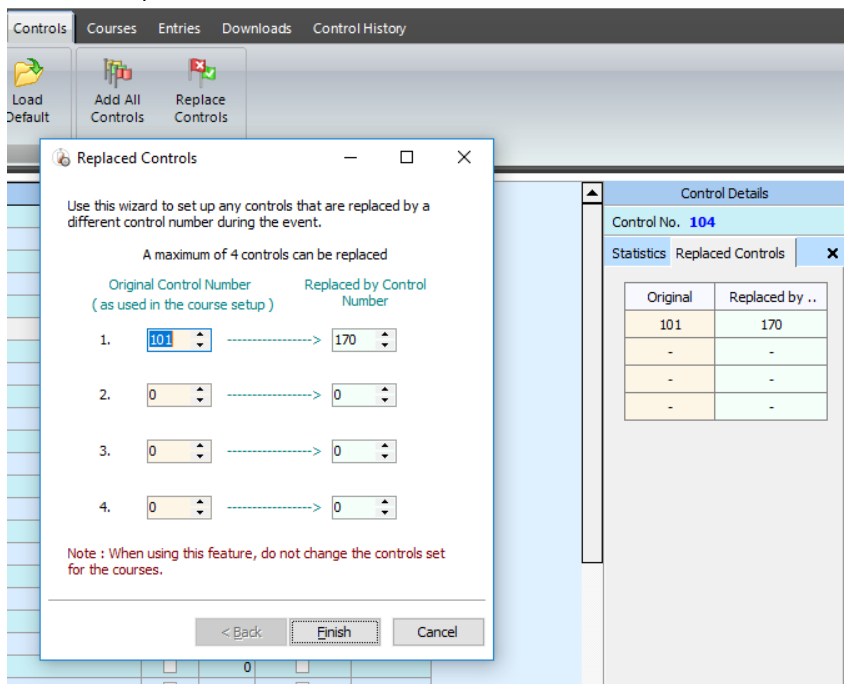 Controls Courses Entries Downloads Control History
Load Default
Add All Controls
Replace Controls
Replaced Controls
Use this wizard to set up any controls that are replaced by a
different control number during the event.
A maximum of 4 controls can be replaced
Original Control Number
( as used in the course setup )
Replaced by Control
Number
1. 101 ----------------> 170
2. 0 ----------------> 0
3. 0 ----------------> 0
4. 0 ----------------> 0
Note : When using this feature, do not change the controls set
for the courses.
< Back Finish Cancel
0
Control Details
Control No. 104
Statistics Replaced Controls
Original Replaced by ..
101 170
- -
- -
- -